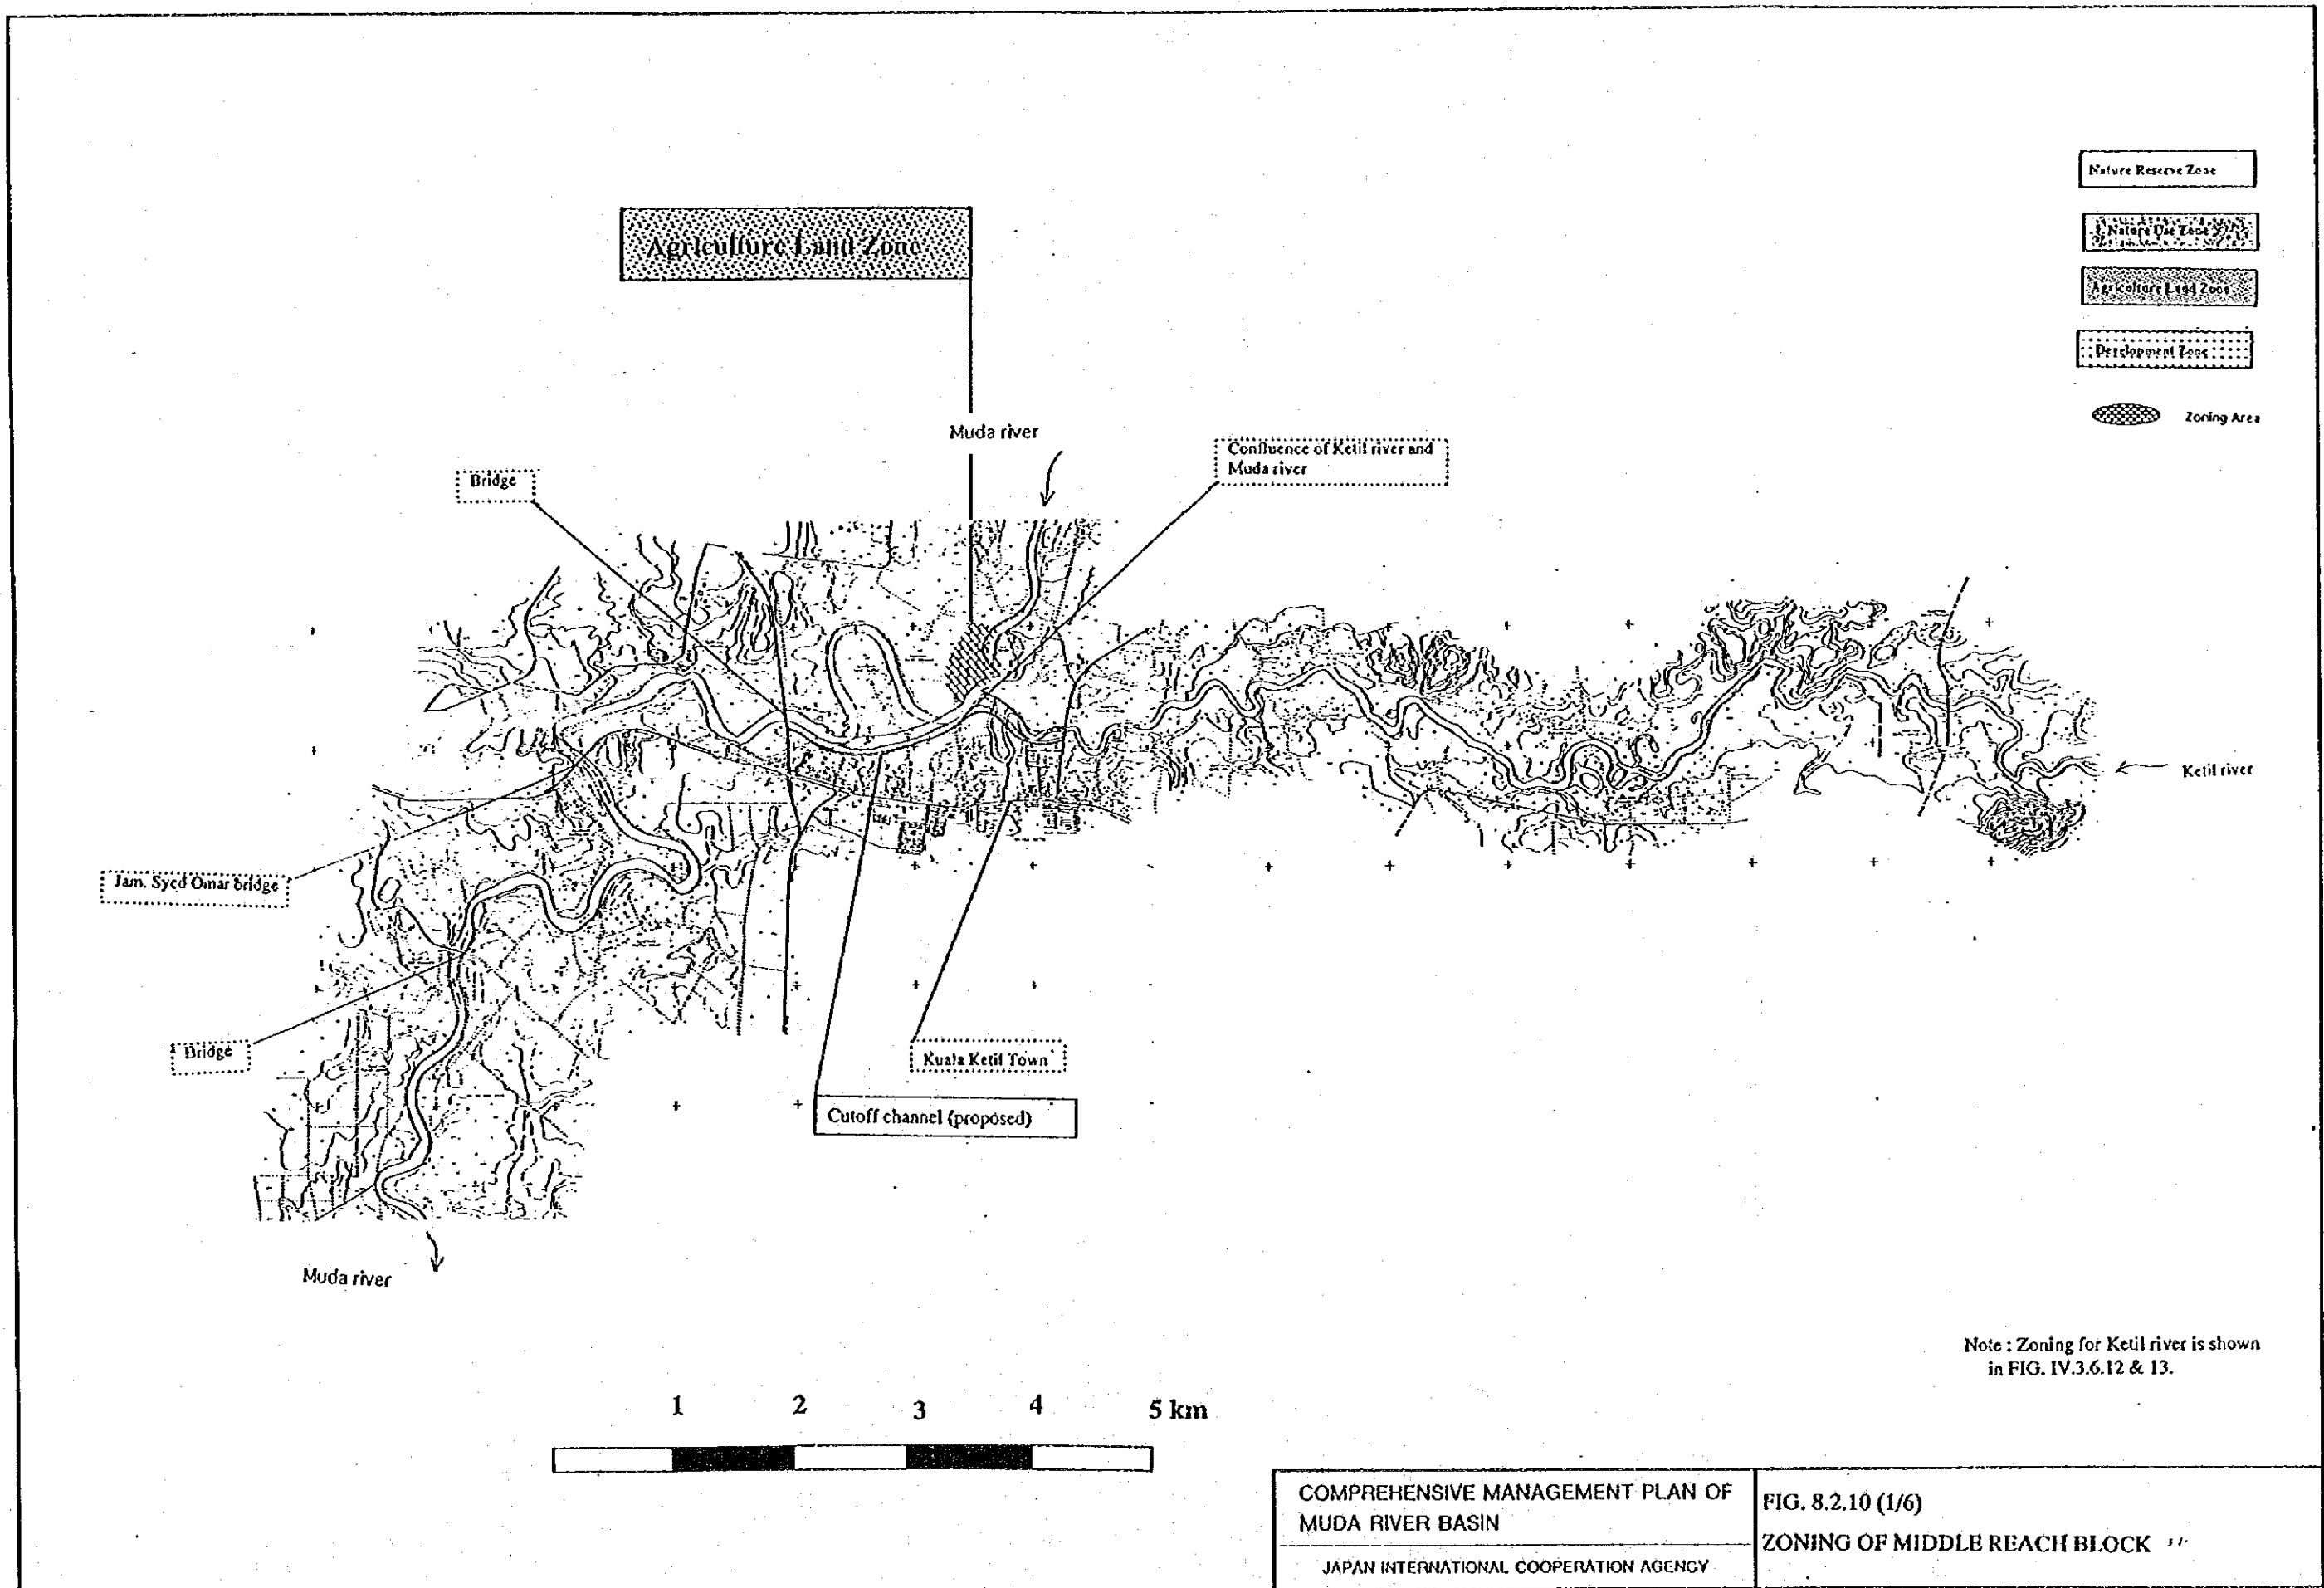 Nature Reserve Zone
Nature Use Zone
Agriculture Land Zone
Agriculture Land Zone
Development Zone
Zoning Area
Muda river
Confluence of Ketil river and
Muda river
Bridge
Ketil river
Jam. Syed Omar bridge
Bridge
Kuala Ketil Town
Cutoff channel (proposed)
Muda river
Note : Zoning for Ketil river is shown
in FIG. IV.3.6.12 & 13.
1 2 3 4 5 km
COMPREHENSIVE MANAGEMENT PLAN OF
MUDA RIVER BASIN
JAPAN INTERNATIONAL COOPERATION AGENCY
FIG. 8.2.10 (1/6)
ZONING OF MIDDLE REACH BLOCK